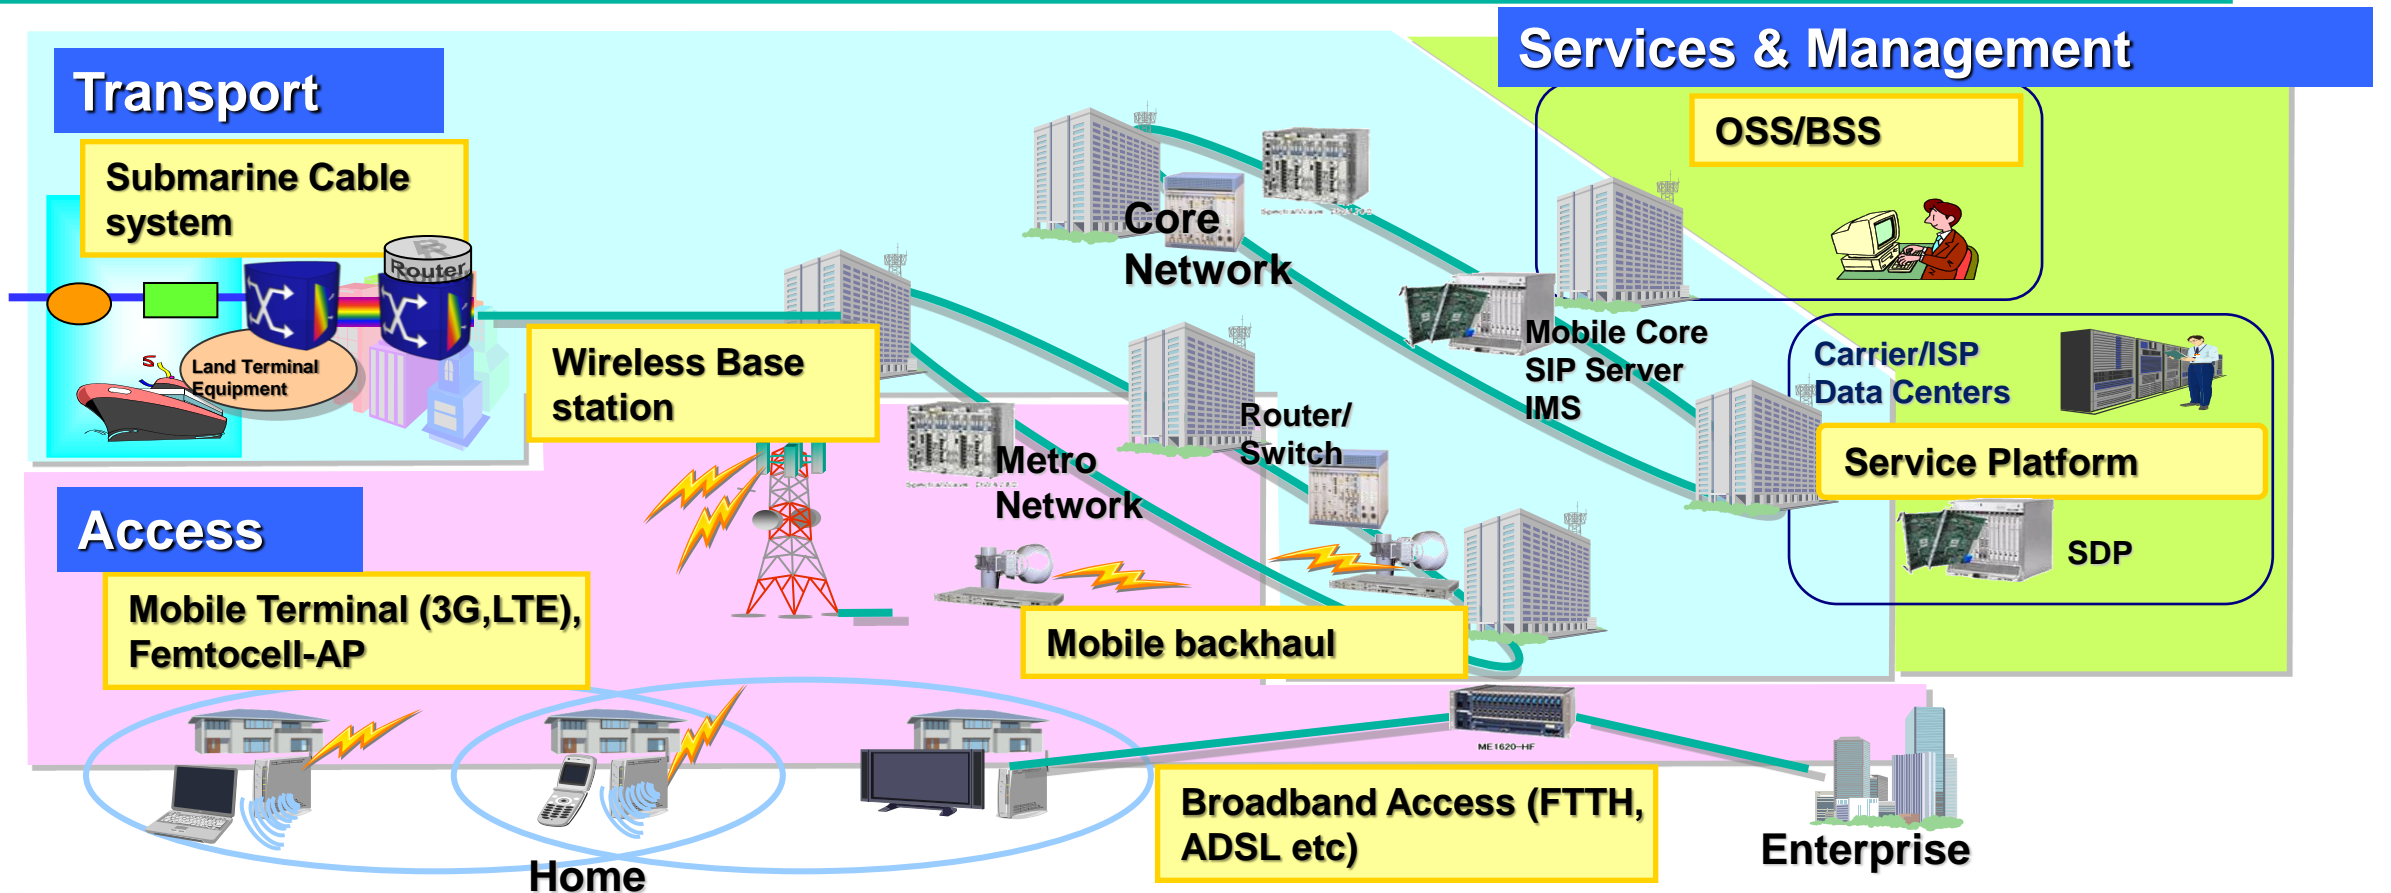 Services & Management
Transport
OSS/BSS
Submarine Cable
system
Core
Network
Router
Mobile Core
SIP Server
IMS
Carrier/ISP
Data Centers
Land Terminal
Equipment
Wireless Base
station
Router/
Switch
Metro
Network
Service Platform
Access
SDP
Mobile Terminal (3G,LTE),
Femtocell-AP
Mobile backhaul
ME1620-HF
Broadband Access (FTTH,
ADSL etc)
Enterprise
Home